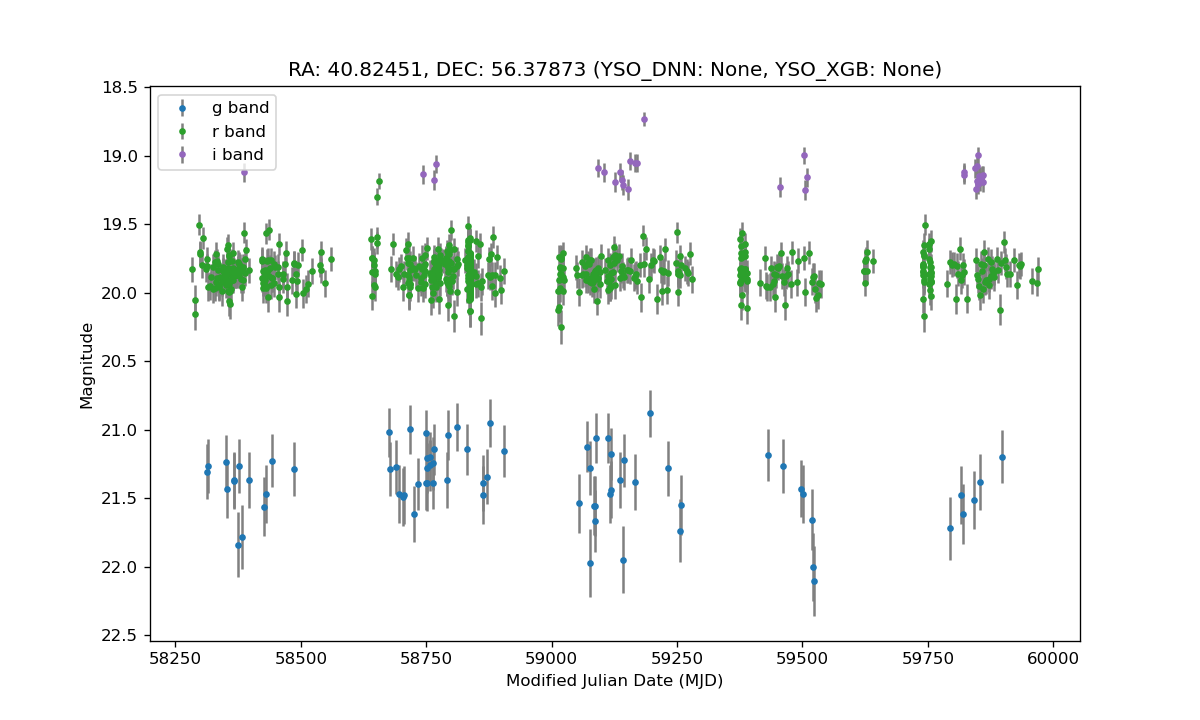 RA: 40.82451, DEC: 56.37873 (YSO_DNN: None, YSO_XGB: None)
g band
r band
i band
18.5
19.0
19.5
20.0
20.5
21.0
21.5
22.0
22.5
Magnitude
58250 58500 58750 59000 59250 59500 59750 60000
Modified Julian Date (MJD)